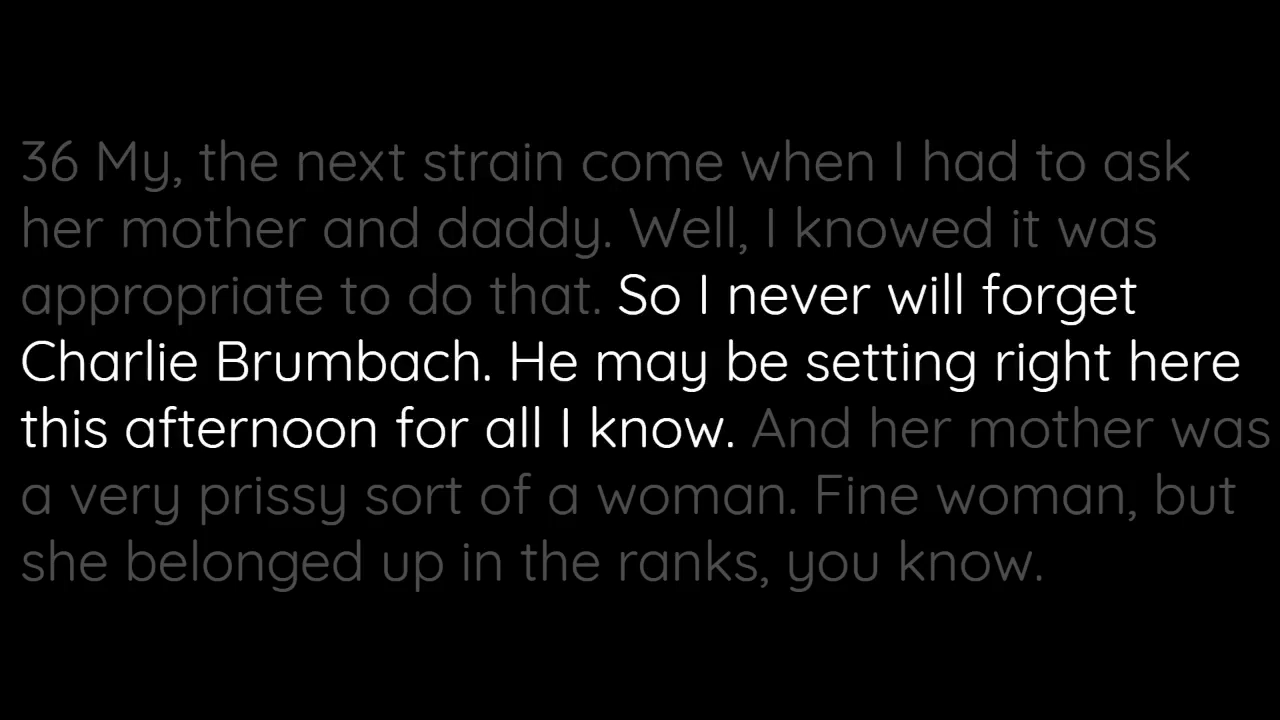 36 My, the next strain come when I had to ask
her mother and daddy. Well, I knowed it was
appropriate to do that. So I never will forget
Charlie Brumbach. He may be setting right here
this afternoon for all I know. And her mother was
a very prissy sort of a woman. Fine woman, but
she belonged up in the ranks, you know.